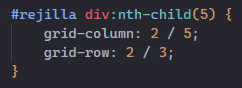 #rejilla div:nth-child(5) {
    grid-column: 2 / 5;
    grid-row: 2 / 3;
}